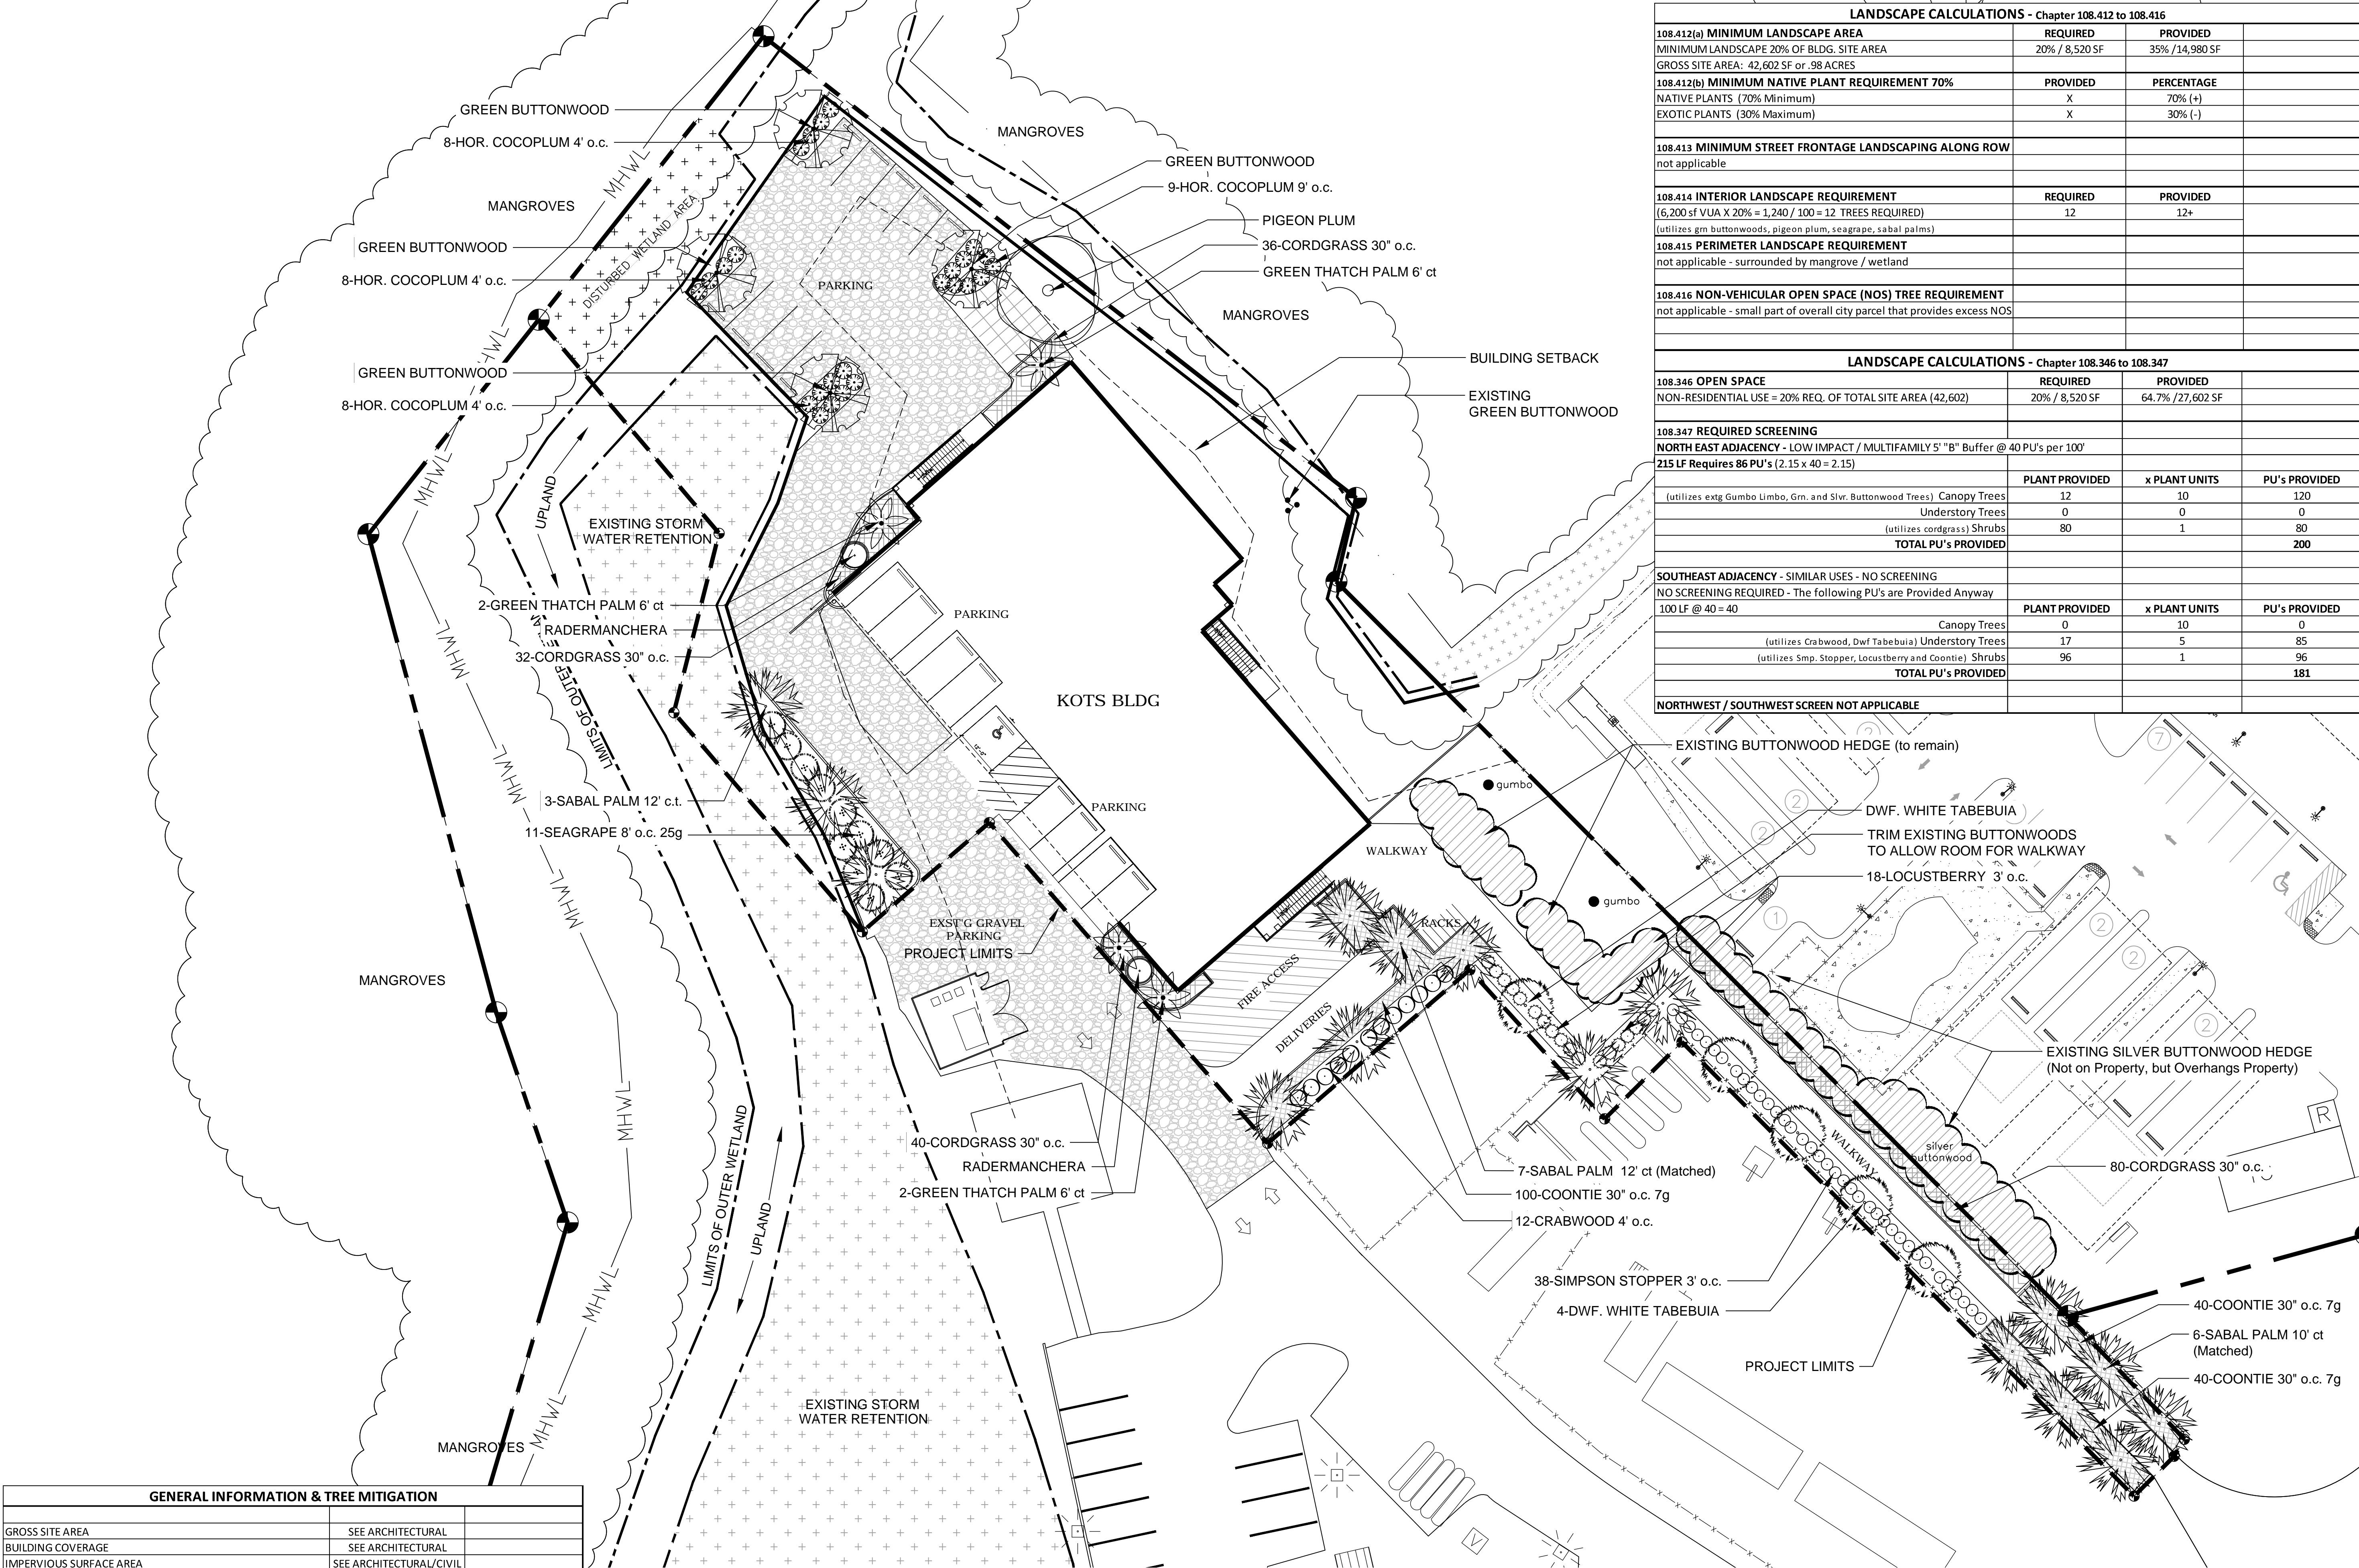 LANDSCAPE CALCULATIONS - Chapter 108.412 to 108.416
108.412(a) MINIMUM LANDSCAPE AREA REQUIRED PROVIDED
MINIMUM LANDSCAPE 20% OF BLDG. SITE AREA 20% / 8,520 SF 35% /14,980 SF
GROSS SITE AREA: 42,602 SF or .98 ACRES
108.412(b) MINIMUM NATIVE PLANT REQUIREMENT 70% PROVIDED PERCENTAGE
NATIVE PLANTS (70% Minimum) X 70% (+)
EXOTIC PLANTS (30% Maximum) X 30% (-)
108.413 MINIMUM STREET FRONTAGE LANDSCAPING ALONG ROW
not applicable
108.414 INTERIOR LANDSCAPE REQUIREMENT REQUIRED PROVIDED
(6,200 sf VUA X 20% = 1,240 / 100 = 12 TREES REQUIRED) 12 12+
(utilizes grn buttonwoods, pigeon plum, seagrape, sabal palms)
108.415 PERIMETER LANDSCAPE REQUIREMENT
not applicable - surrounded by mangrove / wetland
108.416 NON-VEHICULAR OPEN SPACE (NOS) TREE REQUIREMENT
not applicable - small part of overall city parcel that provides excess NOS
LANDSCAPE CALCULATIONS - Chapter 108.346 to 108.347
108.346 OPEN SPACE REQUIRED PROVIDED
NON-RESIDENTIAL USE = 20% REQ. OF TOTAL SITE AREA (42,602) 20% / 8,520 SF 64.7% /27,602 SF
108.347 REQUIRED SCREENING
NORTH EAST ADJACENCY - LOW IMPACT / MULTIFAMILY 5' "B" Buffer @ 40 PU's per 100'
215 LF Requires 86 PU's (2.15 x 40 = 2.15)
PLANT PROVIDED x PLANT UNITS PU's PROVIDED
(utilizes extg Gumbo Limbo, Grn. and Slvr. Buttonwood Trees) Canopy Trees 12 10 120
Understory Trees 0 0 0
(utilizes cordgrass) Shrubs 80 1 80
TOTAL PU's PROVIDED 200
SOUTHEAST ADJACENCY - SIMILAR USES - NO SCREENING
NO SCREENING REQUIRED - The following PU's are Provided Anyway
100 LF @ 40 = 40 PLANT PROVIDED x PLANT UNITS PU's PROVIDED
Canopy Trees 0 10 0
(utilizes Crabwood, Dwf Tabebuia) Understory Trees 17 5 85
(utilizes Smp. Stopper, Locustberry and Coontie) Shrubs 96 1 96
TOTAL PU's PROVIDED 181
NORTHWEST / SOUTHWEST SCREEN NOT APPLICABLE
GREEN BUTTONWOOD
8-HOR. COCOPLUM 4' o.c.
MANGROVES
GREEN BUTTONWOOD
8-HOR. COCOPLUM 4' o.c.
GREEN BUTTONWOOD
8-HOR. COCOPLUM 4' o.c.
MHWL
DISTURBED WETLAND AREA
MHWL
MHWL
MANGROVES
GREEN BUTTONWOOD
9-HOR. COCOPLUM 9' o.c.
PIGEON PLUM
36-CORDGRASS 30" o.c.
GREEN THATCH PALM 6' ct
MANGROVES
BUILDING SETBACK
EXISTING
GREEN BUTTONWOOD
PARKING
UPLAND
EXISTING STORM
WATER RETENTION
2-GREEN THATCH PALM 6' ct
RADERMANCHERA
32-CORDGRASS 30" o.c.
LIMITS OF OUTER
MHWL
MHWL
MHWL
3-SABAL PALM 12' c.t.
11-SEAGRAPE 8' o.c. 25g
PARKING
KOTS BLDG
PARKING
MHWL
MHWL
EXISTING BUTTONWOOD HEDGE (to remain)
gumbo
DWF. WHITE TABEBUIA
TRIM EXISTING BUTTONWOODS
TO ALLOW ROOM FOR WALKWAY
18-LOCUSTBERRY 3' o.c.
WALKWAY
gumbo
RACKS
EXST'G GRAVEL
PARKING
PROJECT LIMITS
FIRE ACCESS
DELIVERIES
MANGROVES
7
2
2
2
1
2
2
2
EXISTING SILVER BUTTONWOOD HEDGE
(Not on Property, but Overhangs Property)
R
silver
buttonwood
WALKWAY
80-CORDGRASS 30" o.c.
40-CORDGRASS 30" o.c.
RADERMANCHERA
2-GREEN THATCH PALM 6' ct
7-SABAL PALM 12' ct (Matched)
100-COONTIE 30" o.c. 7g
12-CRABWOOD 4' o.c.
38-SIMPSON STOPPER 3' o.c.
4-DWF. WHITE TABEBUIA
PROJECT LIMITS
40-COONTIE 30" o.c. 7g
6-SABAL PALM 10' ct
(Matched)
40-COONTIE 30" o.c. 7g
MHWL
LIMITS OF OUTER WETLAND
UPLAND
MHWL
EXISTING STORM
WATER RETENTION
MANGROVES
MHWL
V
GENERAL INFORMATION & TREE MITIGATION
GROSS SITE AREA SEE ARCHITECTURAL
BUILDING COVERAGE SEE ARCHITECTURAL
IMPERVIOUS SURFACE AREA SEE ARCHITECTURAL/CIVIL